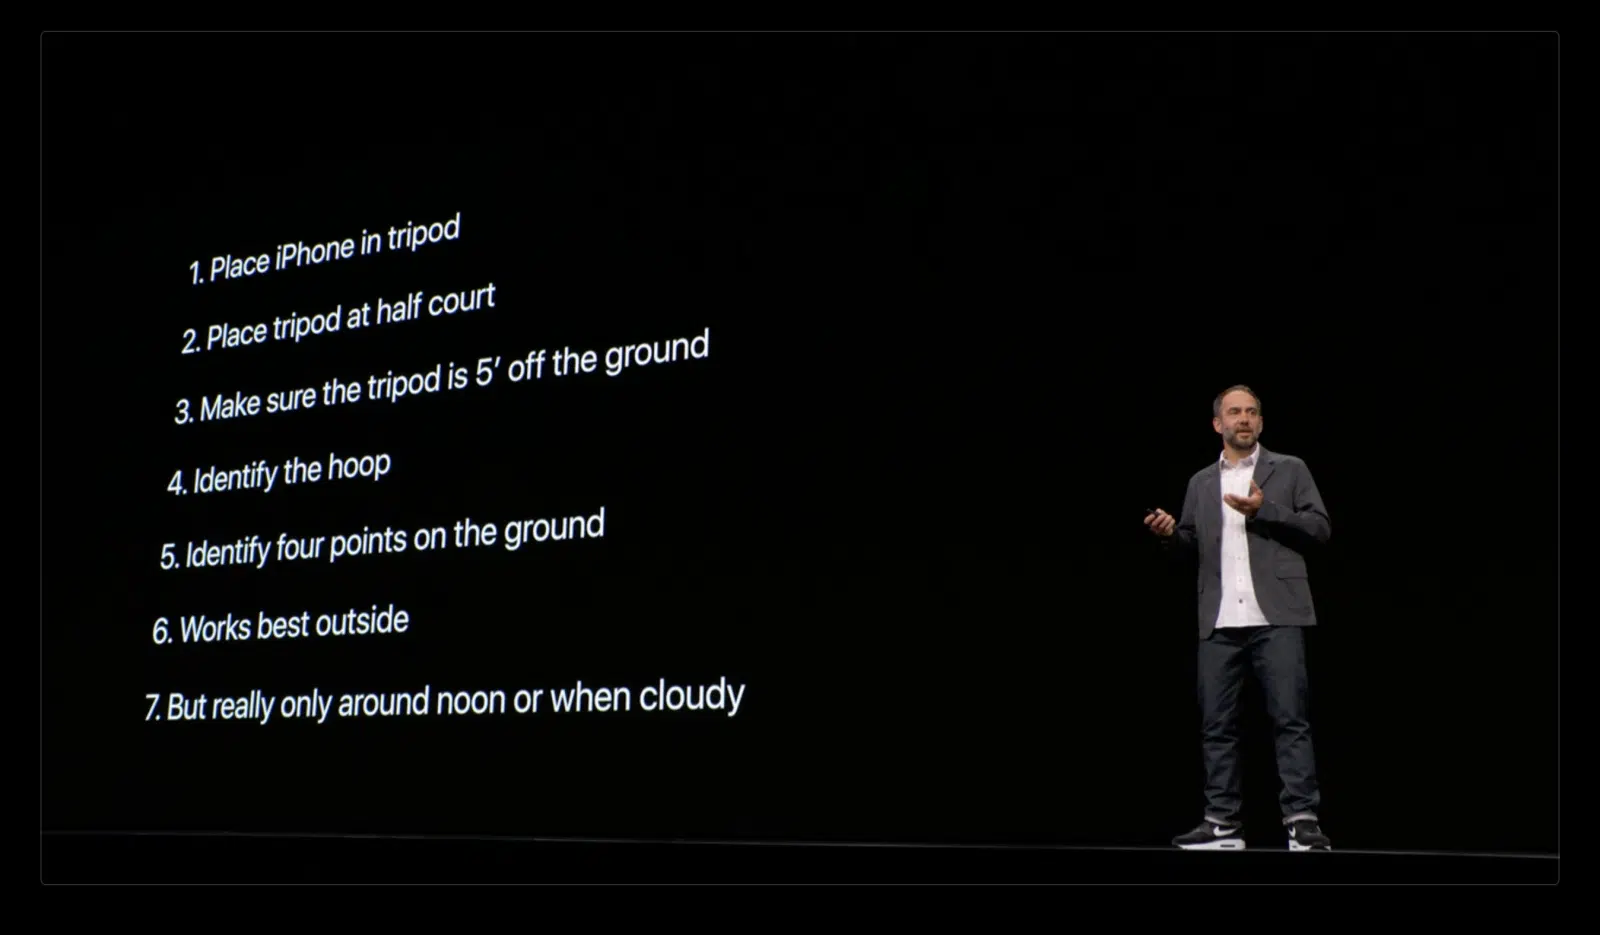 1. Place iPhone in tripod
2. Place tripod at half court
3. Make sure the tripod is 5’ off the ground
4. Identify the hoop
5. Identify four points on the ground
6. Works best outside
7. But really only around noon or when cloudy